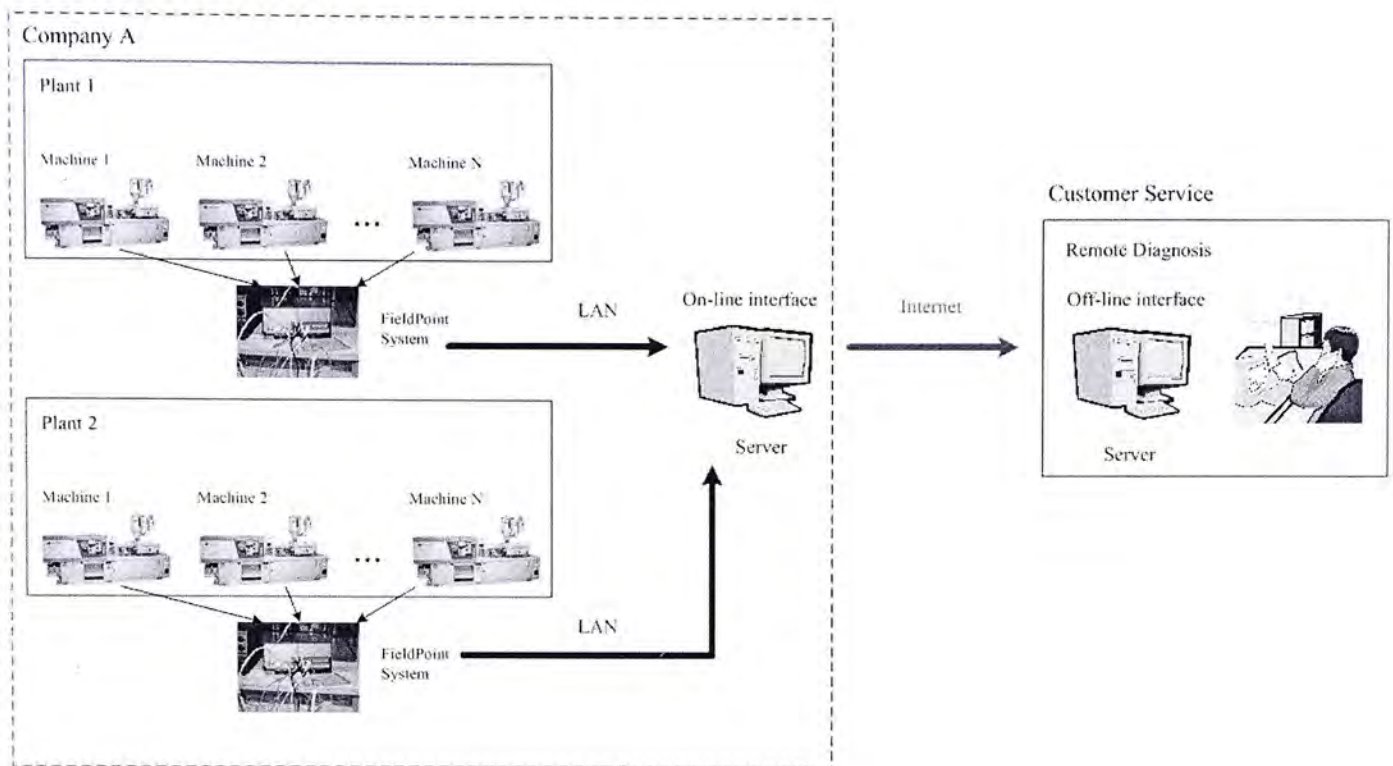 Company A
Plant 1
Machine 1
Machine 2
Machine N
...
FieldPoint
System
LAN
On-line interface
Server
Internet
Customer Service
Remote Diagnosis
Off-line interface
Server
Plant 2
Machine 1
Machine 2
Machine N
...
FieldPoint
System
LAN